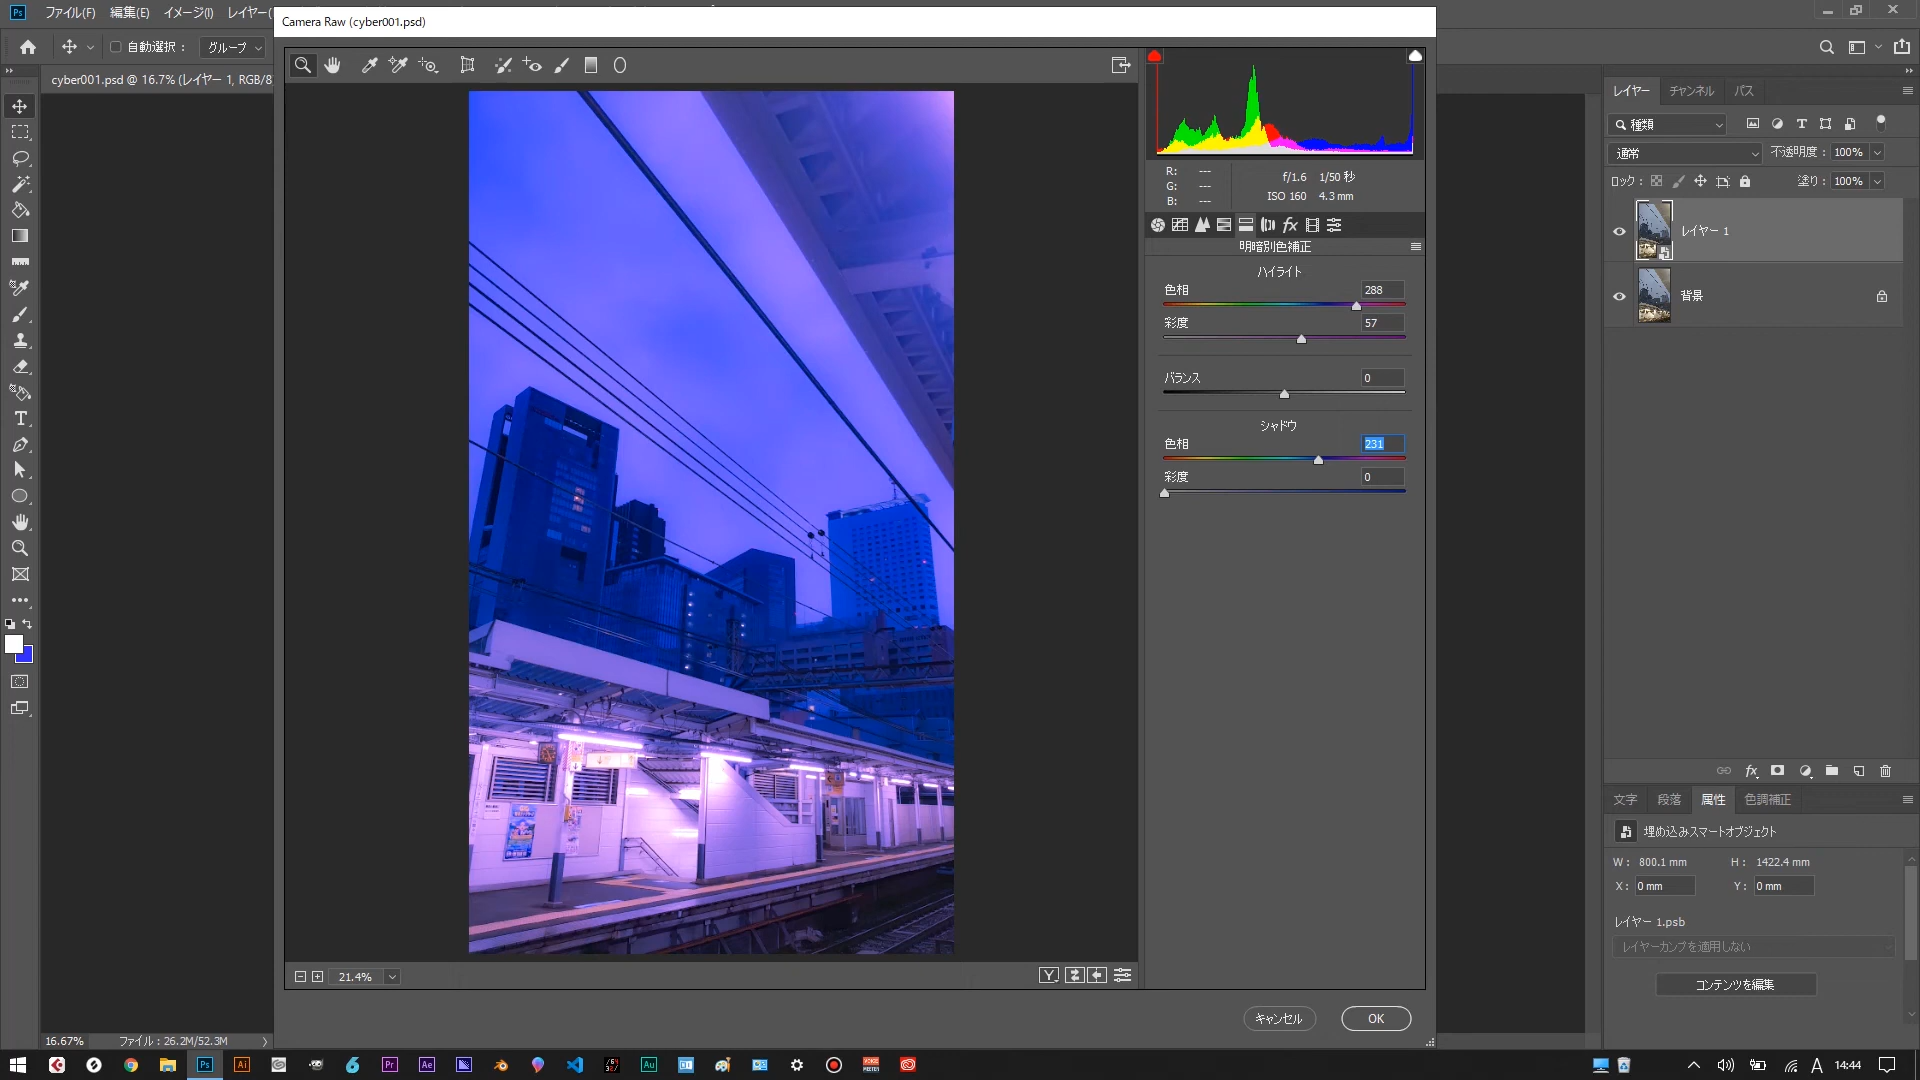 ファイル(F) 編集(E) イメージ(I) レイヤー(
Camera Raw (cyber001.psd)
自動選択： グループ
cyber001.psd @ 16.7% (レイヤー 1, RGB/8
R: ---
G: ---
B: ---
f/1.6 1/50 秒
ISO 160 4.3 mm
明暗別色補正
ハイライト
色相 288
彩度 57
バランス 0
シャドウ
色相 231
彩度 0
21.4%
キャンセル OK
レイヤー チャンネル パス
種類
通常 不透明度： 100%
ロック： 塗り： 100%
レイヤー 1
背景
文字 段落 属性 色調補正
埋め込みスマートオブジェクト
W： 800.1 mm H： 1422.4 mm
X： 0 mm Y： 0 mm
レイヤー 1.psb
レイヤーカンプを適用しない
コンテンツを編集
16.67% ファイル：26.2M/52.3M
A 14:44